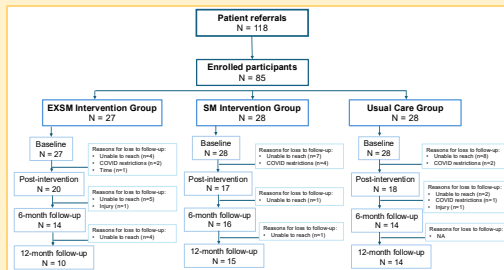 Patient referrals
N = 118
Enrolled participants
N = 85
EXSM Intervention Group
N = 27
Baseline
N = 27
Reasons for loss to follow-up:
• Unable to reach (n=4)
• COVID restrictions (n=2)
• Time (n=1)
Post-intervention
N = 20
Reasons for loss to follow-up:
• Unable to reach (n=5)
• Injury (n=1)
6-month follow-up
N = 14
Reasons for loss to follow-up:
• Unable to reach (n=4)
12-month follow-up
N = 10
SM Intervention Group
N = 28
Baseline
N = 28
Reasons for loss to follow-up:
• Unable to reach (n=7)
• COVID restrictions (n=4)
Post-intervention
N = 17
Reasons for loss to follow-up:
• Unable to reach (n=1)
6-month follow-up
N = 16
Reasons for loss to follow-up:
• Unable to reach (n=1)
12-month follow-up
N = 15
Usual Care Group
N = 28
Baseline
N = 28
Reasons for loss to follow-up:
• Unable to reach (n=8)
• COVID restrictions (n=2)
Post-intervention
N = 18
Reasons for loss to follow-up:
• Unable to reach (n=2)
• COVID restrictions (n=1)
• Injury (n=1)
6-month follow-up
N = 14
Reasons for loss to follow-up:
• NA
12-month follow-up
N = 14